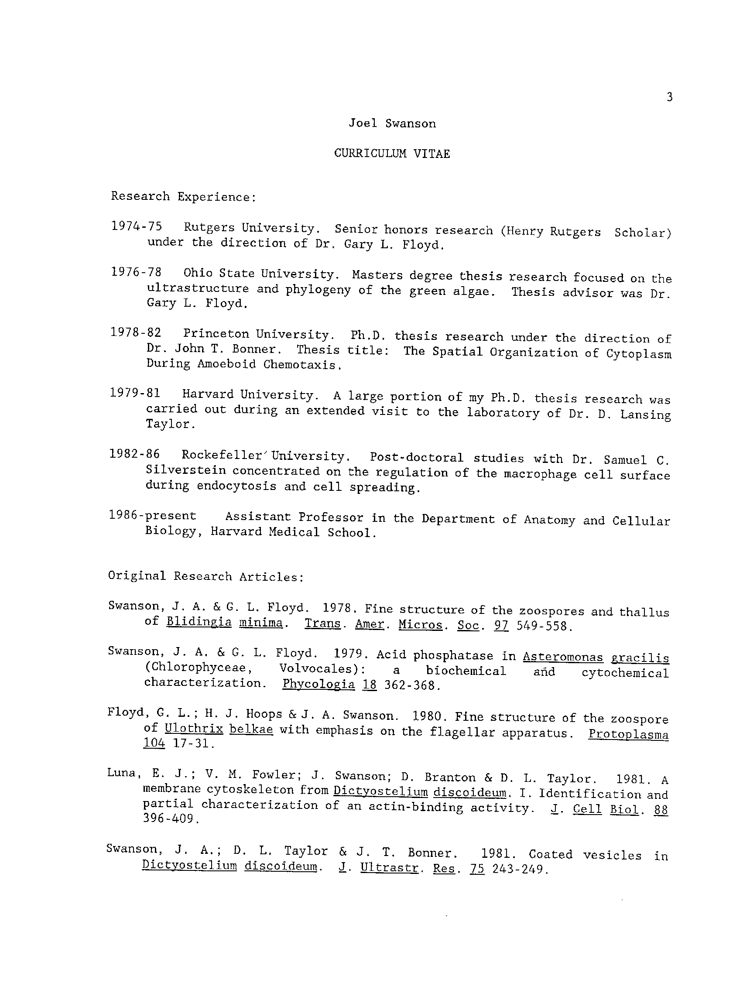 3
Joel Swanson
CURRICULUM VITAE
Research Experience:
1974-75 Rutgers University. Senior honors research (Henry Rutgers Scholar)
under the direction of Dr. Gary L. Floyd.
1976-78 Ohio State University. Masters degree thesis research focused on the
ultrastructure and phylogeny of the green algae. Thesis advisor was Dr.
Gary L. Floyd.
1978-82 Princeton University. Ph.D. thesis research under the direction of
Dr. John T. Bonner. Thesis title: The Spatial Organization of Cytoplasm
During Amoeboid Chemotaxis.
1979-81 Harvard University. A large portion of my Ph.D. thesis research was
carried out during an extended visit to the laboratory of Dr. D. Lansing
Taylor.
1982-86 Rockefeller University. Post-doctoral studies with Dr. Samuel C.
Silverstein concentrated on the regulation of the macrophage cell surface
during endocytosis and cell spreading.
1986-present Assistant Professor in the Department of Anatomy and Cellular
Biology, Harvard Medical School.
Original Research Articles:
Swanson, J. A. & G. L. Floyd. 1978. Fine structure of the zoospores and thallus
of Blidingia minima. Trans. Amer. Micros. Soc. 97 549-558.
Swanson, J. A. & G. L. Floyd. 1979. Acid phosphatase in Asteromonas gracilis
(Chlorophyceae, Volvocales): a biochemical and cytochemical
characterization. Phycologia 18 362-368.
Floyd, G. L.; H. J. Hoops & J. A. Swanson. 1980. Fine structure of the zoospore
of Ulothrix belkae with emphasis on the flagellar apparatus. Protoplasma
104 17-31.
Luna, E. J.; V. M. Fowler; J. Swanson; D. Branton & D. L. Taylor. 1981. A
membrane cytoskeleton from Dictyostelium discoideum. I. Identification and
partial characterization of an actin-binding activity. J. Cell Biol. 88
396-409.
Swanson, J. A.; D. L. Taylor & J. T. Bonner. 1981. Coated vesicles in
Dictyostelium discoideum. J. Ultrastr. Res. 75 243-249.